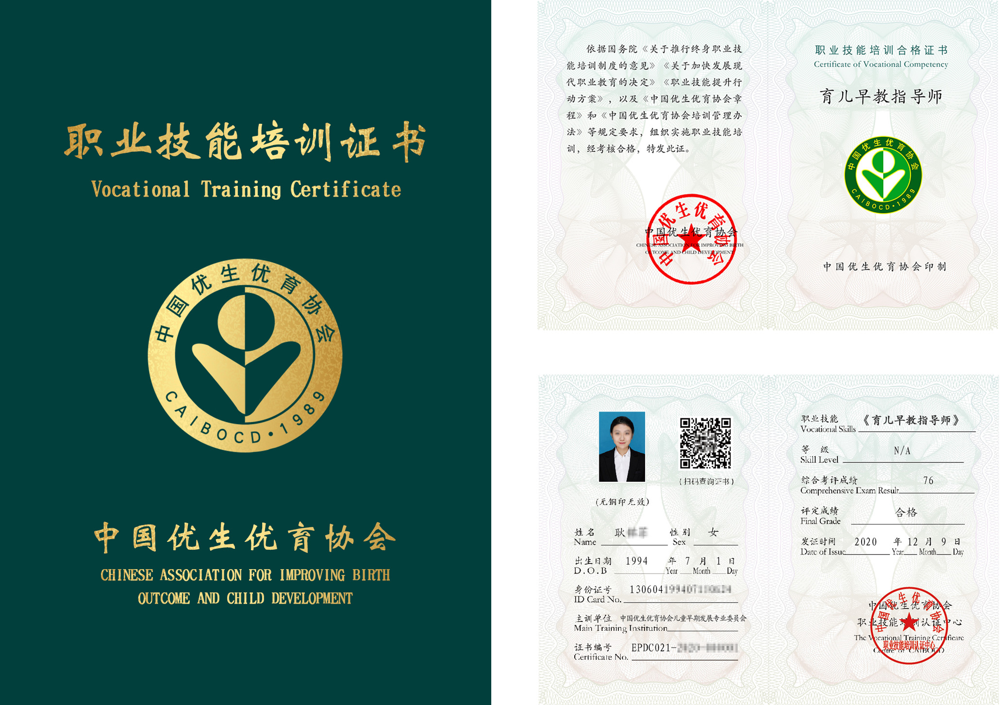 职业技能培训证书
Vocational Training Certificate
中国优生优育协会
CAIBOCD·1989
中国优生优育协会
CHINESE ASSOCIATION FOR IMPROVING BIRTH
OUTCOME AND CHILD DEVELOPMENT
依据国务院《关于推行终身职业技
能培训制度的意见》《关于加快发展现
代职业教育的决定》《职业技能提升行
动方案》，以及《中国优生优育协会章
程》和《中国优生优育协会培训管理办
法》等规定要求，组织实施职业技能培
训，经考核合格，特发此证。
中国优生优育协会
中国优生优育协会
CHINESE ASSOCIATION FOR IMPROVING BIRTH
OUTCOME AND CHILD DEVELOPMENT
职业技能培训合格证书
Certificate of Vocational Competency
育儿早教指导师
中国优生优育协会
CAIBOCD·1989
中国优生优育协会印制
(扫码查询证书)
(无钢印无效)
姓名 耿 性别 女
Name Sex
出生日期 1994 年 7 月 1 日
D.O.B Year Month Day
身份证号 130604
ID Card No.
主训单位 中国优生优育协会儿童早期发展专业委员会
Main Training Institution
证书编号 EPDC021-
Certificate No.
职业技能 《育儿早教指导师》
Vocational Skills
等 级 N/A
Skill Level
综合考评成绩 76
Comprehensive Exam Result
评定成绩 合格
Final Grade
发证时间 2020 年 12 月 9 日
Date of Issue Year Month Day
中国优生优育协会
中国优生优育协会
职业技能培训认证中心
The Vocational Training Certificate
Centre of CAIBOCD
职业技能培训认证中心